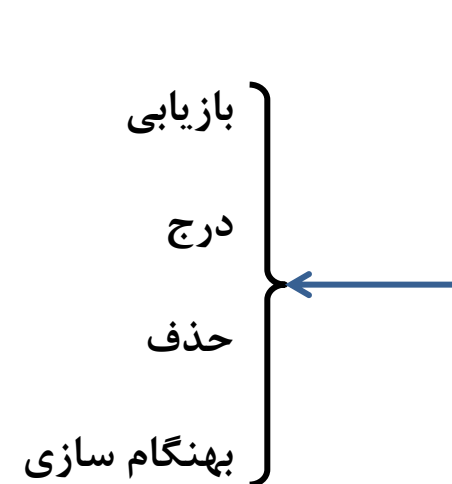 بازیابی
درج
حذف
بهنگام سازی